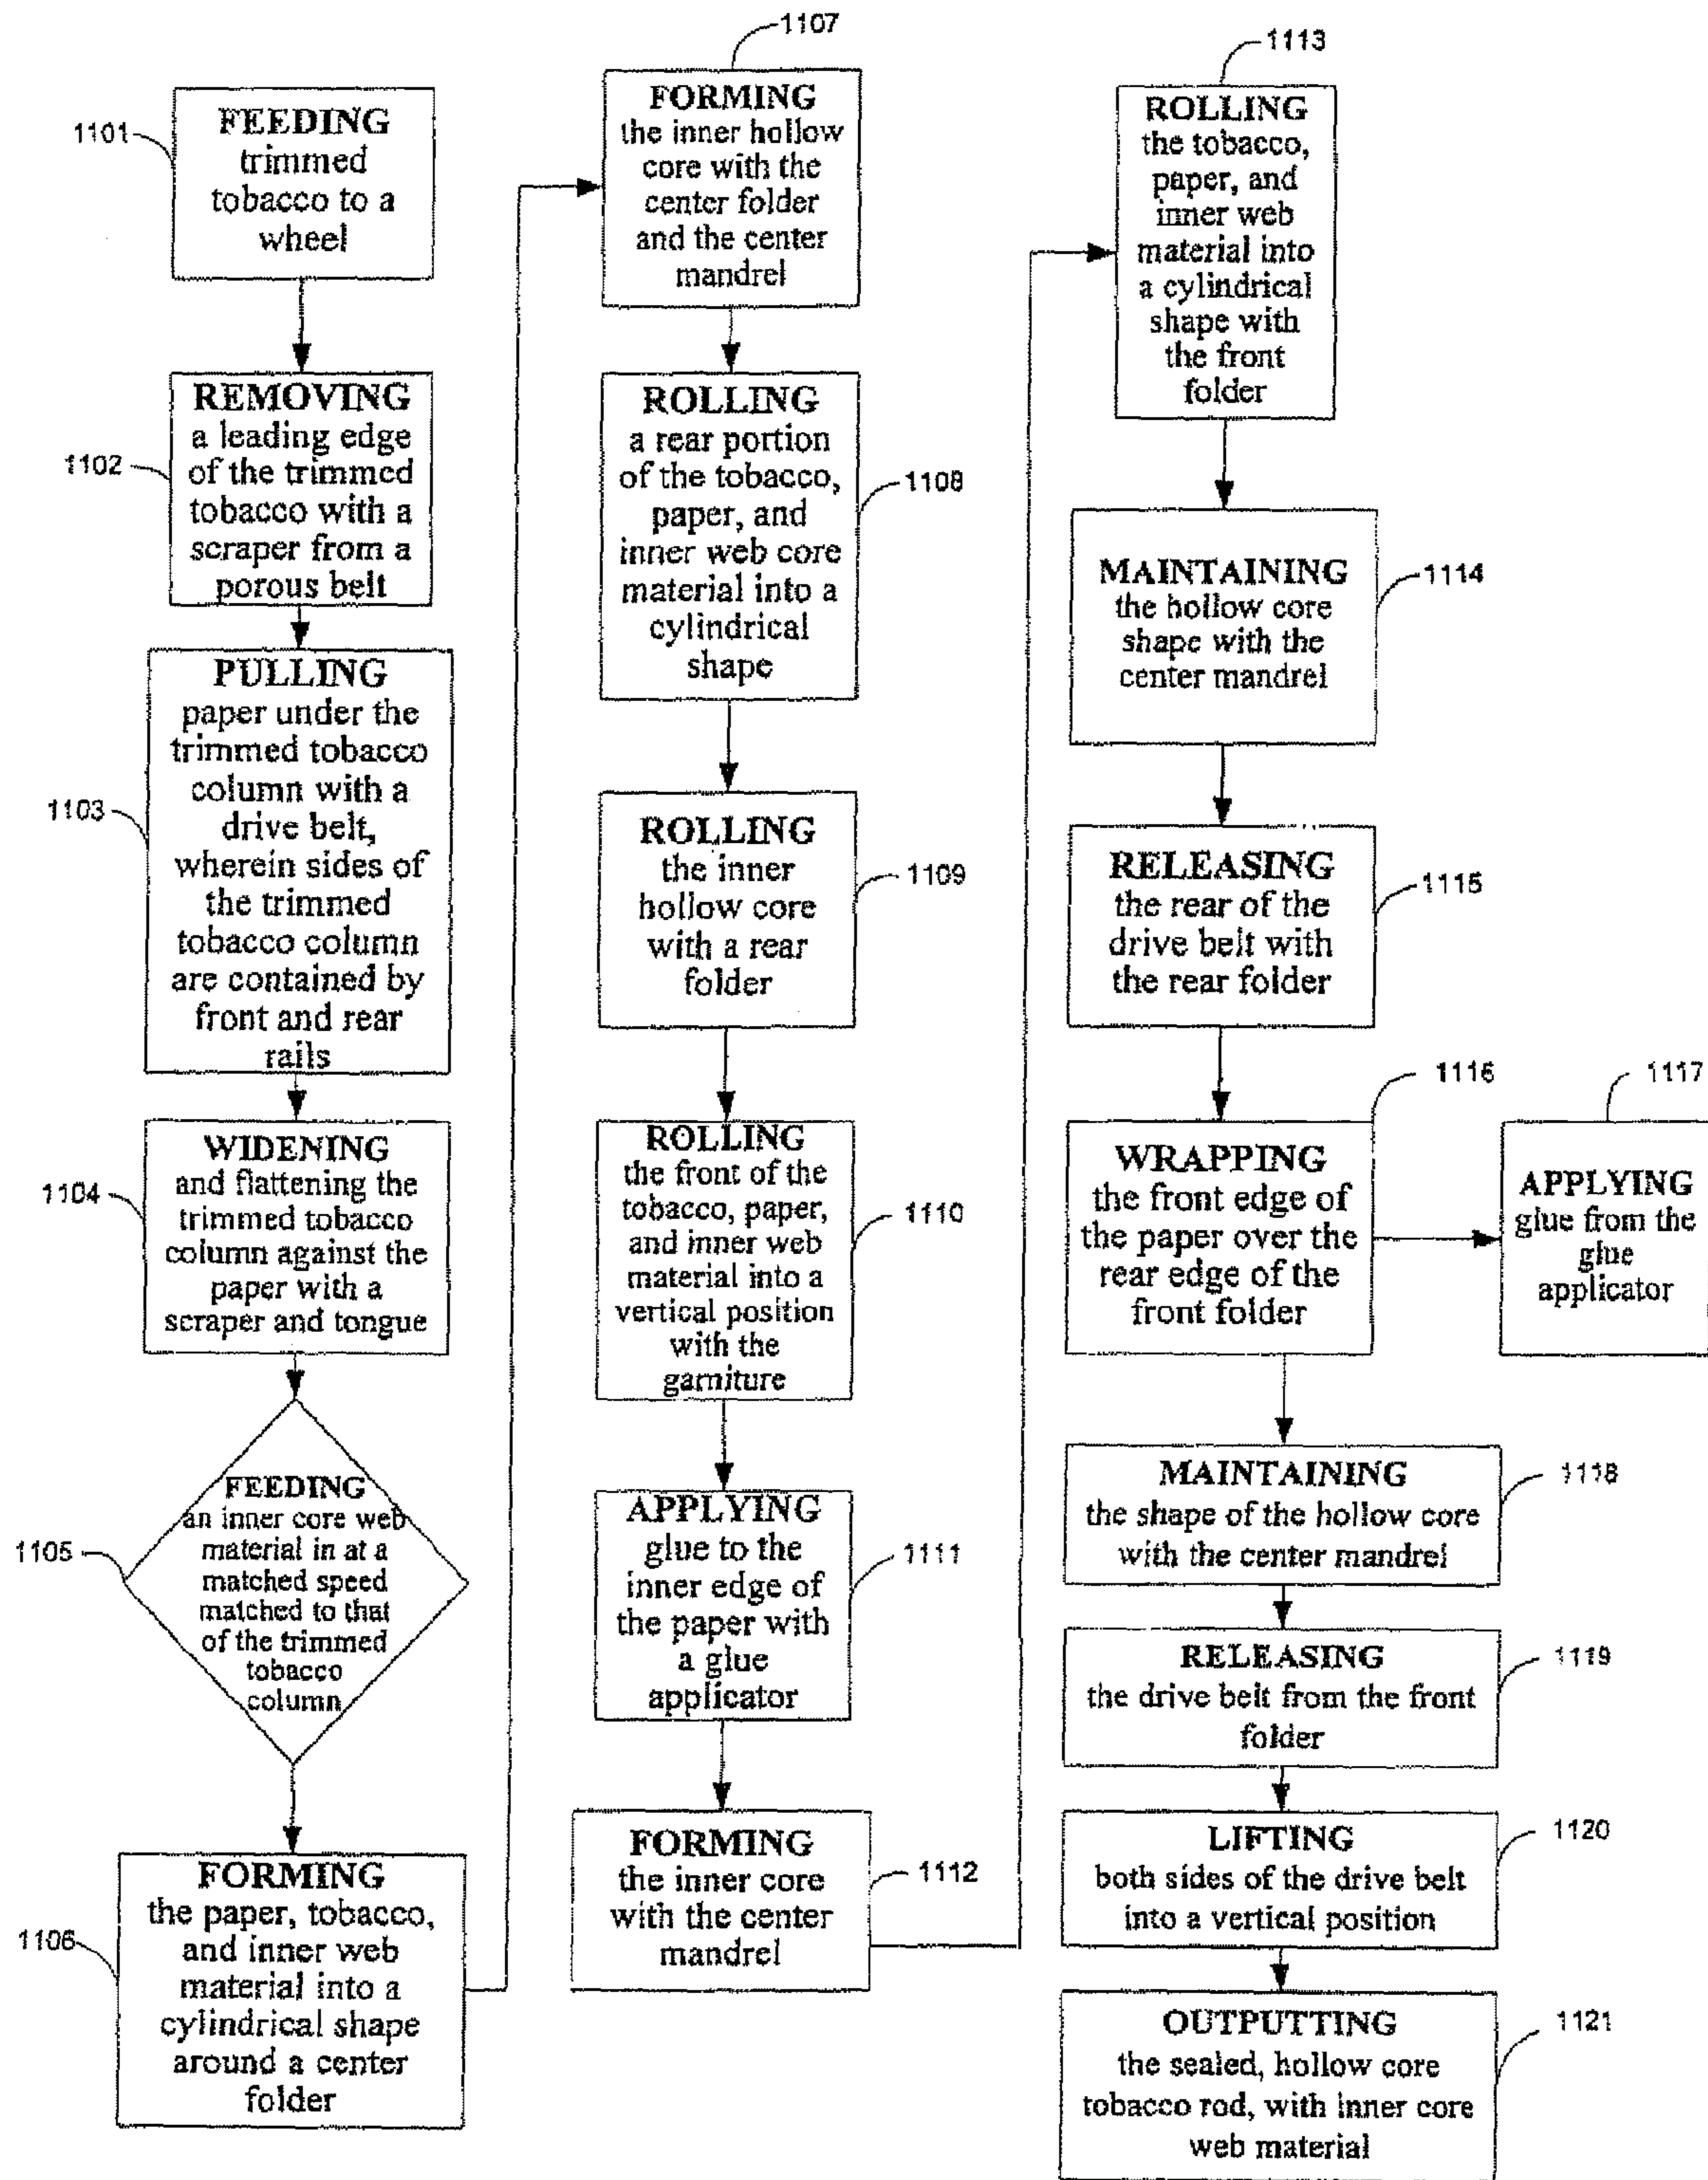 1101
FEEDING
trimmed
tobacco to a
wheel
1102
REMOVING
a leading edge
of the trimmed
tobacco with a
scraper from a
porous belt
1103
PULLING
paper under the
trimmed tobacco
column with a
drive belt,
wherein sides of
the trimmed
tobacco column
are contained by
front and rear
rails
1104
WIDENING
and flattening the
trimmed tobacco
column against the
paper with a
scraper and tongue
1105
FEEDING
an inner core web
material in at a
matched speed
matched to that
of the trimmed
tobacco
column
1106
FORMING
the paper, tobacco,
and inner web
material into a
cylindrical shape
around a center
folder
1107
FORMING
the inner hollow
core with the
center folder
and the center
mandrel
1108
ROLLING
a rear portion
of the tobacco,
paper, and
inner web core
material into a
cylindrical
shape
1109
ROLLING
the inner
hollow core
with a rear
folder
1110
ROLLING
the front of the
tobacco, paper,
and inner web
material into a
vertical position
with the
garniture
1111
APPLYING
glue to the
inner edge of
the paper with
a glue
applicator
1112
FORMING
the inner core
with the center
mandrel
1113
ROLLING
the tobacco,
paper, and
inner web
material into
a cylindrical
shape with
the front
folder
1114
MAINTAINING
the hollow core
shape with the
center mandrel
1115
RELEASING
the rear of the
drive belt with
the rear folder
1116
WRAPPING
the front edge of
the paper over the
rear edge of the
front folder
1117
APPLYING
glue from the
glue
applicator
1118
MAINTAINING
the shape of the hollow core
with the center mandrel
1119
RELEASING
the drive belt from the front
folder
1120
LIFTING
both sides of the drive belt
into a vertical position
1121
OUTPUTTING
the sealed, hollow core
tobacco rod, with inner core
web material